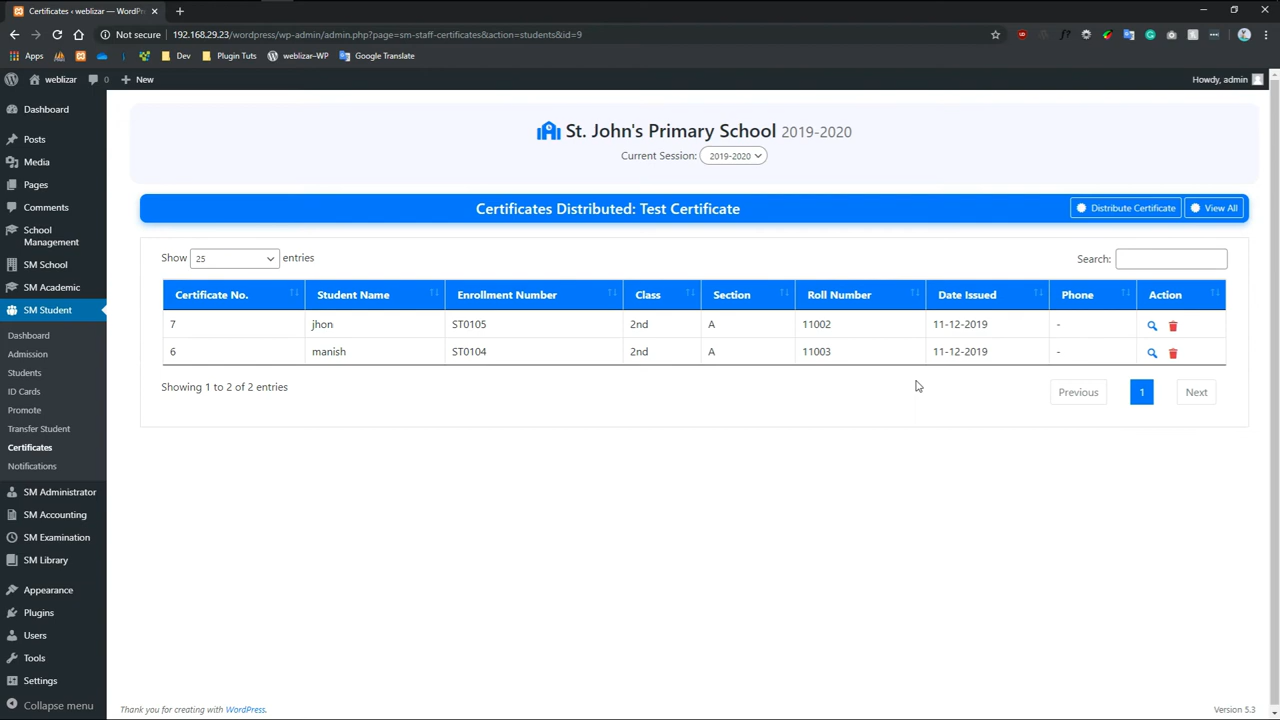 Certificates ‹ weblizar — WordPr
Not secure
192.168.29.23/wordpress/wp-admin/admin.php?page=sm-staff-certificates&action=students&id=9
Apps
Dev
Plugin Tuts
weblizar-WP
Google Translate
weblizar
0
New
Howdy, admin
Dashboard
Posts
Media
Pages
Comments
School
Management
SM School
SM Academic
SM Student
Dashboard
Admission
Students
ID Cards
Promote
Transfer Student
Certificates
Notifications
SM Administrator
SM Accounting
SM Examination
SM Library
Appearance
Plugins
Users
Tools
Settings
Collapse menu
St. John's Primary School 2019-2020
Current Session: 2019-2020
Certificates Distributed: Test Certificate
Distribute Certificate
View All
Show 25 entries
Search:
Certificate No. Student Name Enrollment Number Class Section Roll Number Date Issued Phone Action
7 jhon ST0105 2nd A 11002 11-12-2019 -
6 manish ST0104 2nd A 11003 11-12-2019 -
Showing 1 to 2 of 2 entries
Previous 1 Next
Thank you for creating with WordPress.
Version 5.3